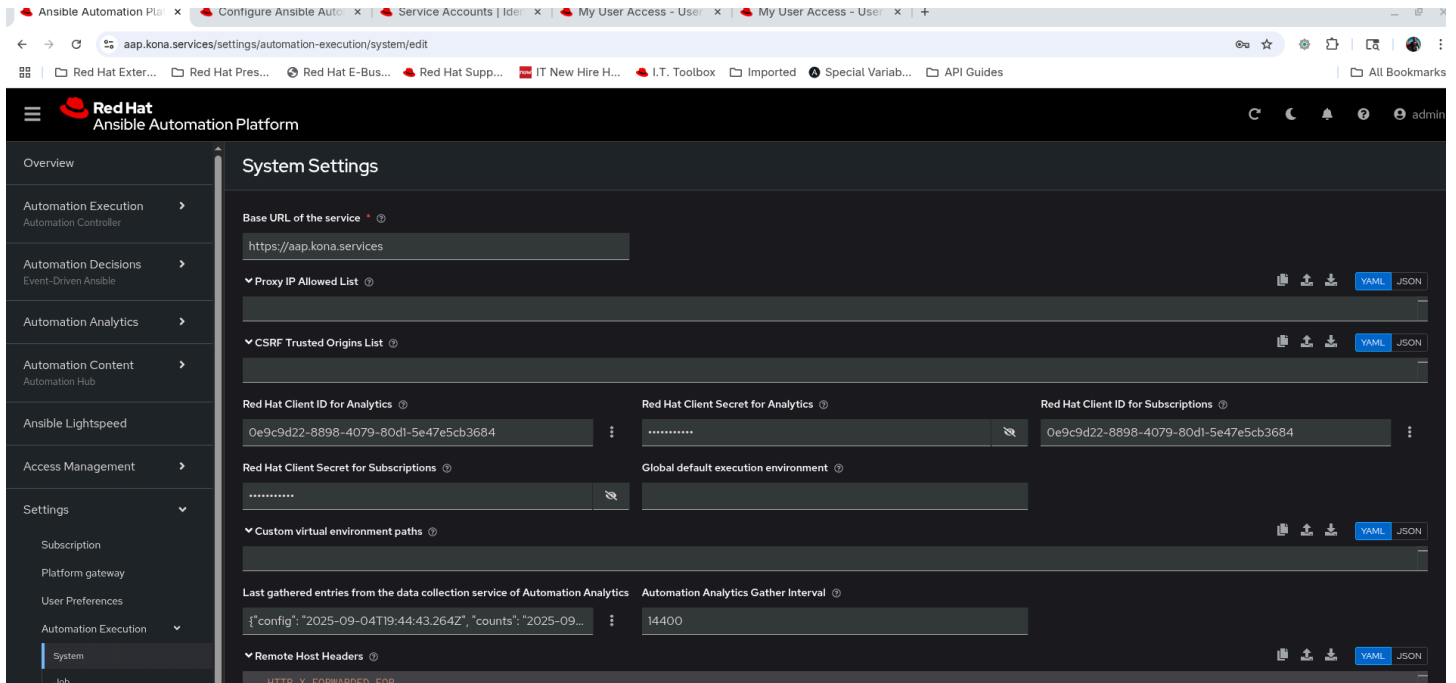 Ansible Automation Pla
Configure Ansible Auto
Service Accounts | Iden
My User Access - User
My User Access - User
aap.kona.services/settings/automation-execution/system/edit
Red Hat Exter...
Red Hat Pres...
Red Hat E-Bus...
Red Hat Supp...
IT New Hire H...
I.T. Toolbox
Imported
Special Variab...
API Guides
All Bookmarks
Red Hat
Ansible Automation Platform
admin
Overview
Automation Execution
Automation Controller
Automation Decisions
Event-Driven Ansible
Automation Analytics
Automation Content
Automation Hub
Ansible Lightspeed
Access Management
Settings
Subscription
Platform gateway
User Preferences
Automation Execution
System
Job
System Settings
Base URL of the service *
https://aap.kona.services
Proxy IP Allowed List
YAML JSON
CSRF Trusted Origins List
YAML JSON
Red Hat Client ID for Analytics
0e9c9d22-8898-4079-80d1-5e47e5cb3684
Red Hat Client Secret for Analytics
•••••••••••
Red Hat Client ID for Subscriptions
0e9c9d22-8898-4079-80d1-5e47e5cb3684
Red Hat Client Secret for Subscriptions
•••••••••••
Global default execution environment
Custom virtual environment paths
YAML JSON
Last gathered entries from the data collection service of Automation Analytics
{"config": "2025-09-04T19:44:43.264Z", "counts": "2025-09...
Automation Analytics Gather Interval
14400
Remote Host Headers
YAML JSON
HTTP_X_FORWARDED_FOR